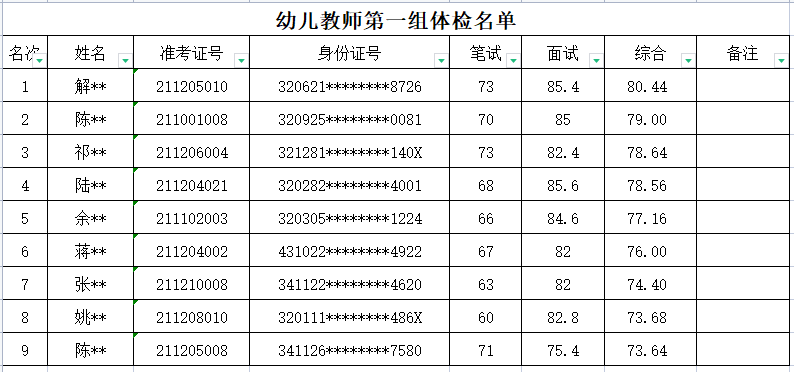 幼儿教师第一组体检名单
名次 姓名 准考证号 身份证号 笔试 面试 综合 备注
1 解** 211205010 320621********8726 73 85.4 80.44
2 陈** 211001008 320925********0081 70 85 79.00
3 祁** 211206004 321281********140X 73 82.4 78.64
4 陆** 211204021 320282********4001 68 85.6 78.56
5 余** 211102003 320305********1224 66 84.6 77.16
6 蒋** 211204002 431022********4922 67 82 76.00
7 张** 211210008 341122********4620 63 82 74.40
8 姚** 211208010 320111********486X 60 82.8 73.68
9 陈** 211205008 341126********7580 71 75.4 73.64